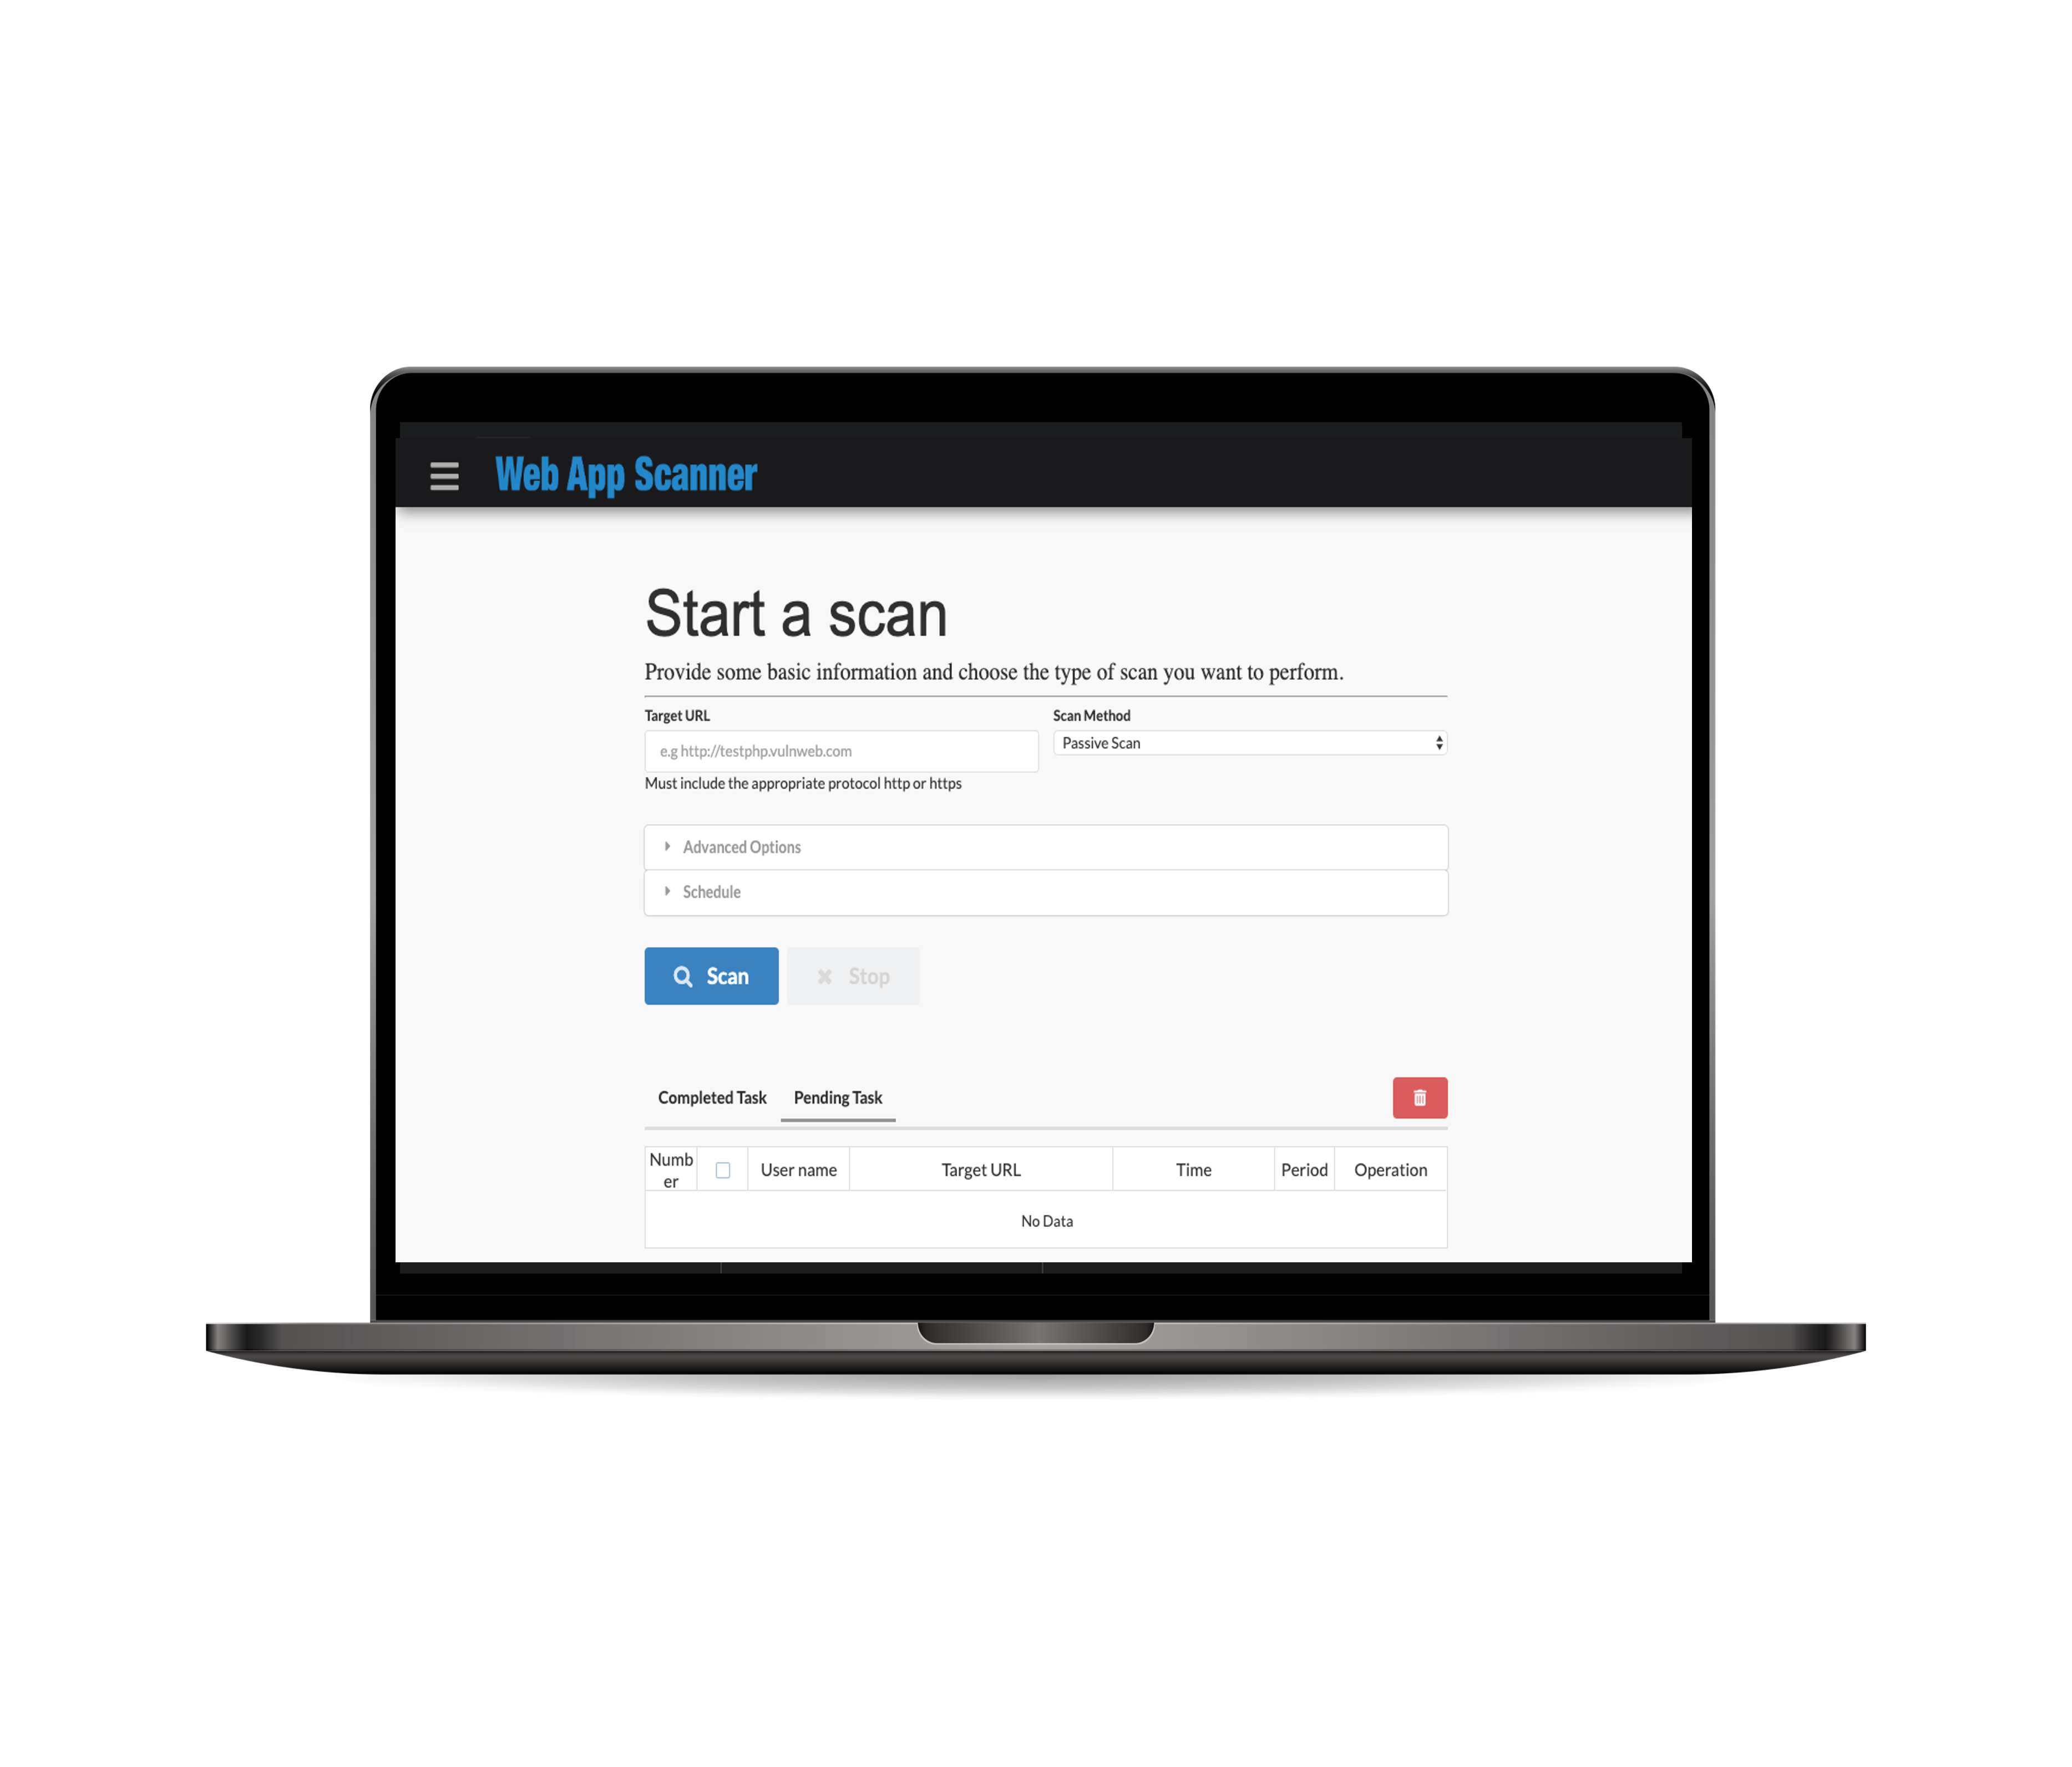 Web App Scanner
Start a scan
Provide some basic information and choose the type of scan you want to perform.
Target URL
Scan Method
e.g http://testphp.vulnweb.com
Passive Scan
Must include the appropriate protocol http or https
Advanced Options
Schedule
Scan
Stop
Completed Task
Pending Task
Numb
er
User name
Target URL
Time
Period
Operation
No Data